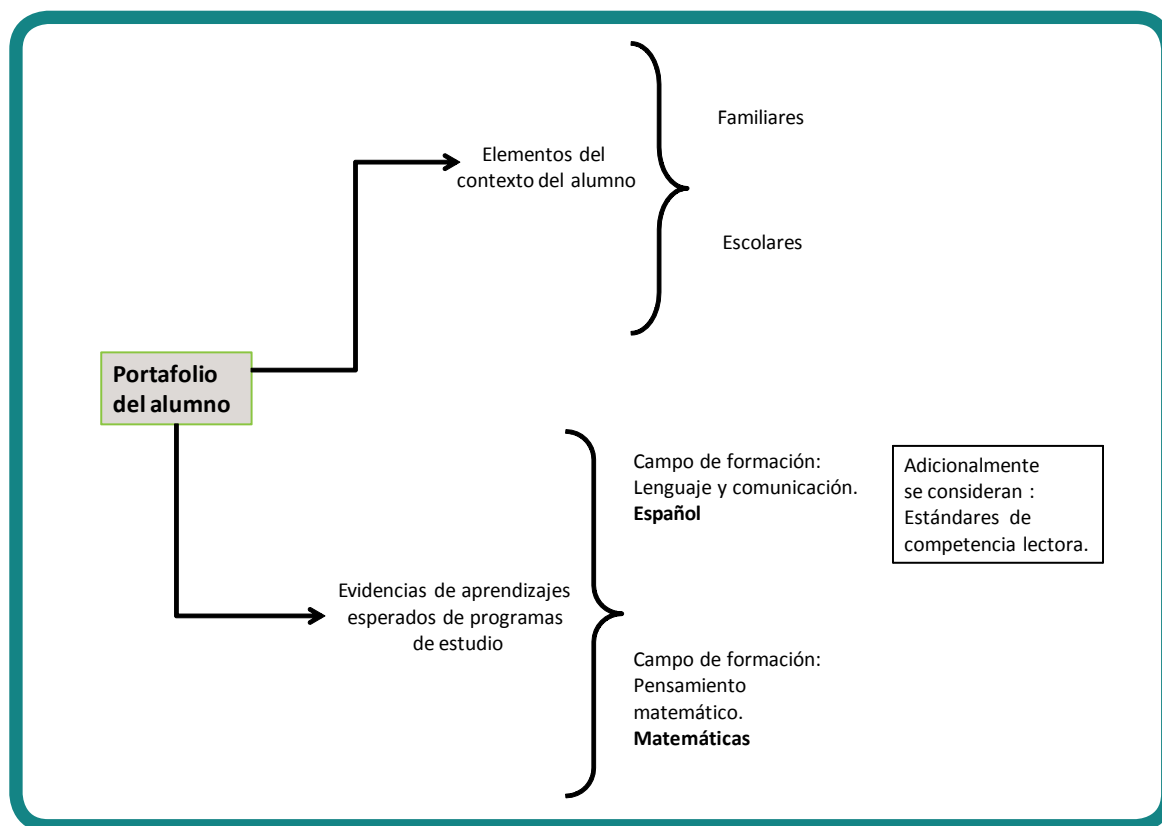 Familiares
Elementos del
contexto del alumno
Escolares
Portafolio
del alumno
Campo de formación:
Lenguaje y comunicación.
Español
Adicionalmente
se consideran :
Estándares de
competencia lectora.
Evidencias de aprendizajes
esperados de programas
de estudio
Campo de formación:
Pensamiento
matemático.
Matemáticas